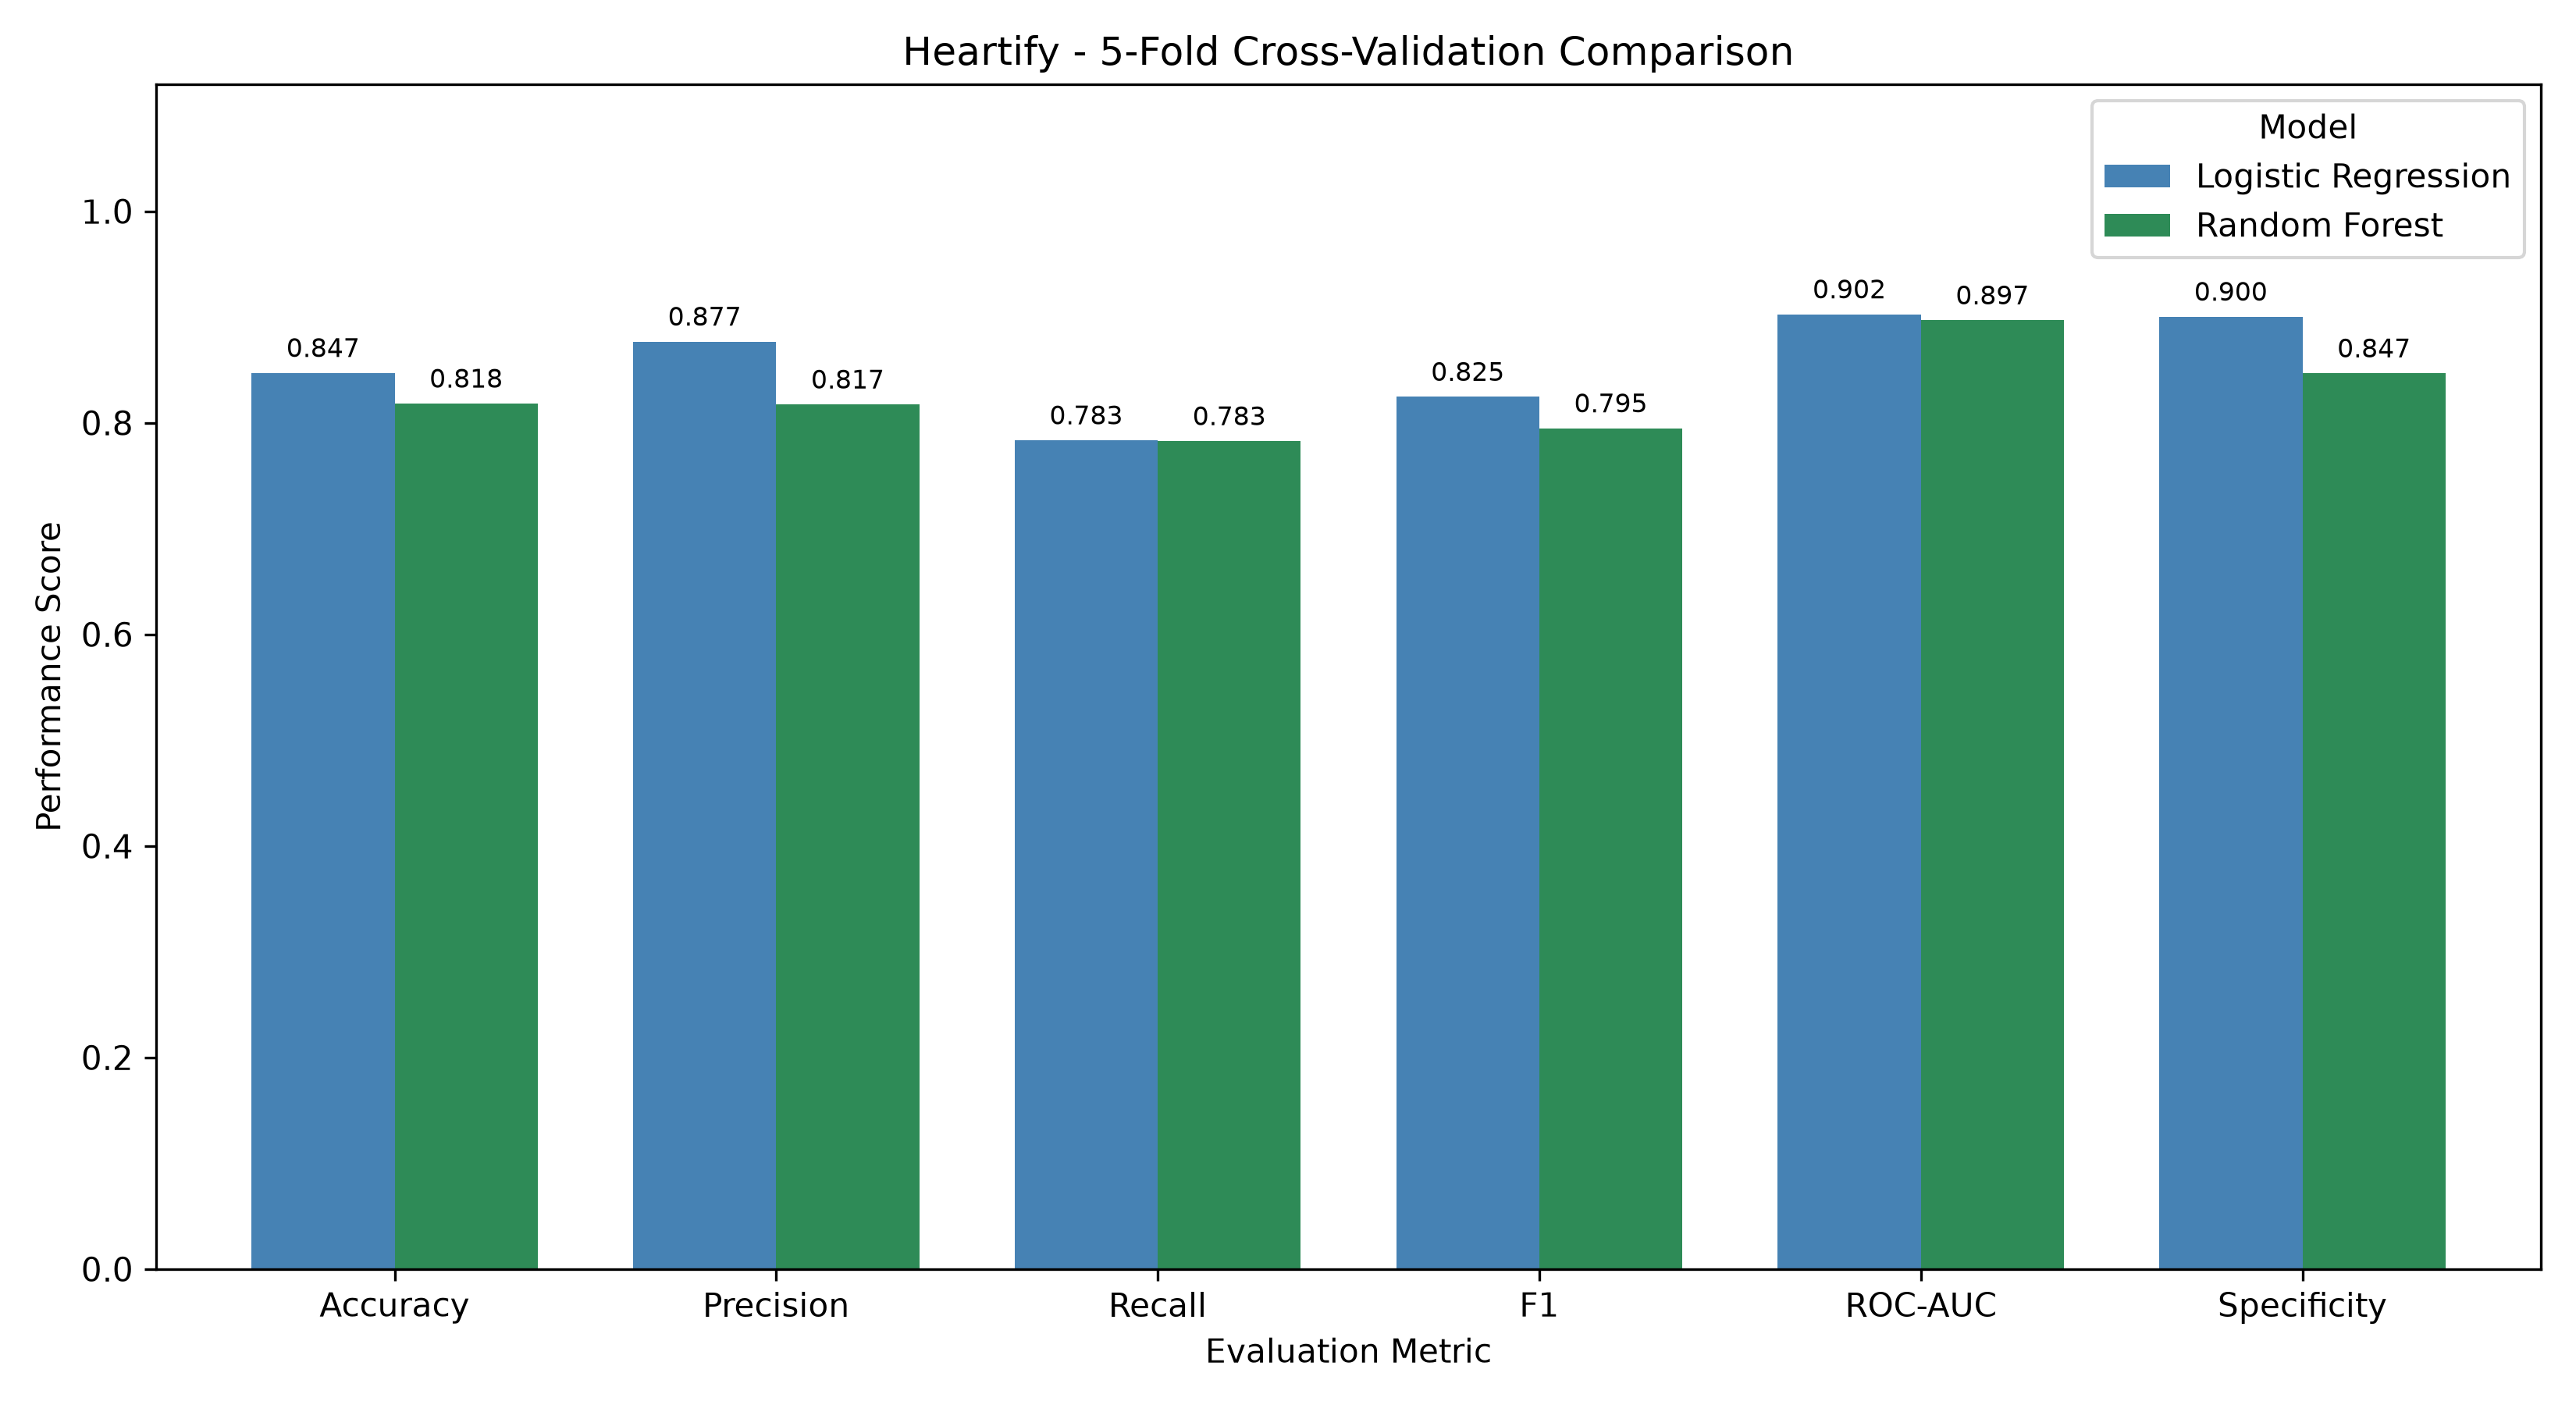 Heartify - 5-Fold Cross-Validation Comparison
Model
Logistic Regression
Random Forest
Performance Score
1.0
0.8
0.6
0.4
0.2
0.0
0.847
0.818
0.877
0.817
0.783
0.783
0.825
0.795
0.902
0.897
0.900
0.847
Accuracy
Precision
Recall
F1
ROC-AUC
Specificity
Evaluation Metric